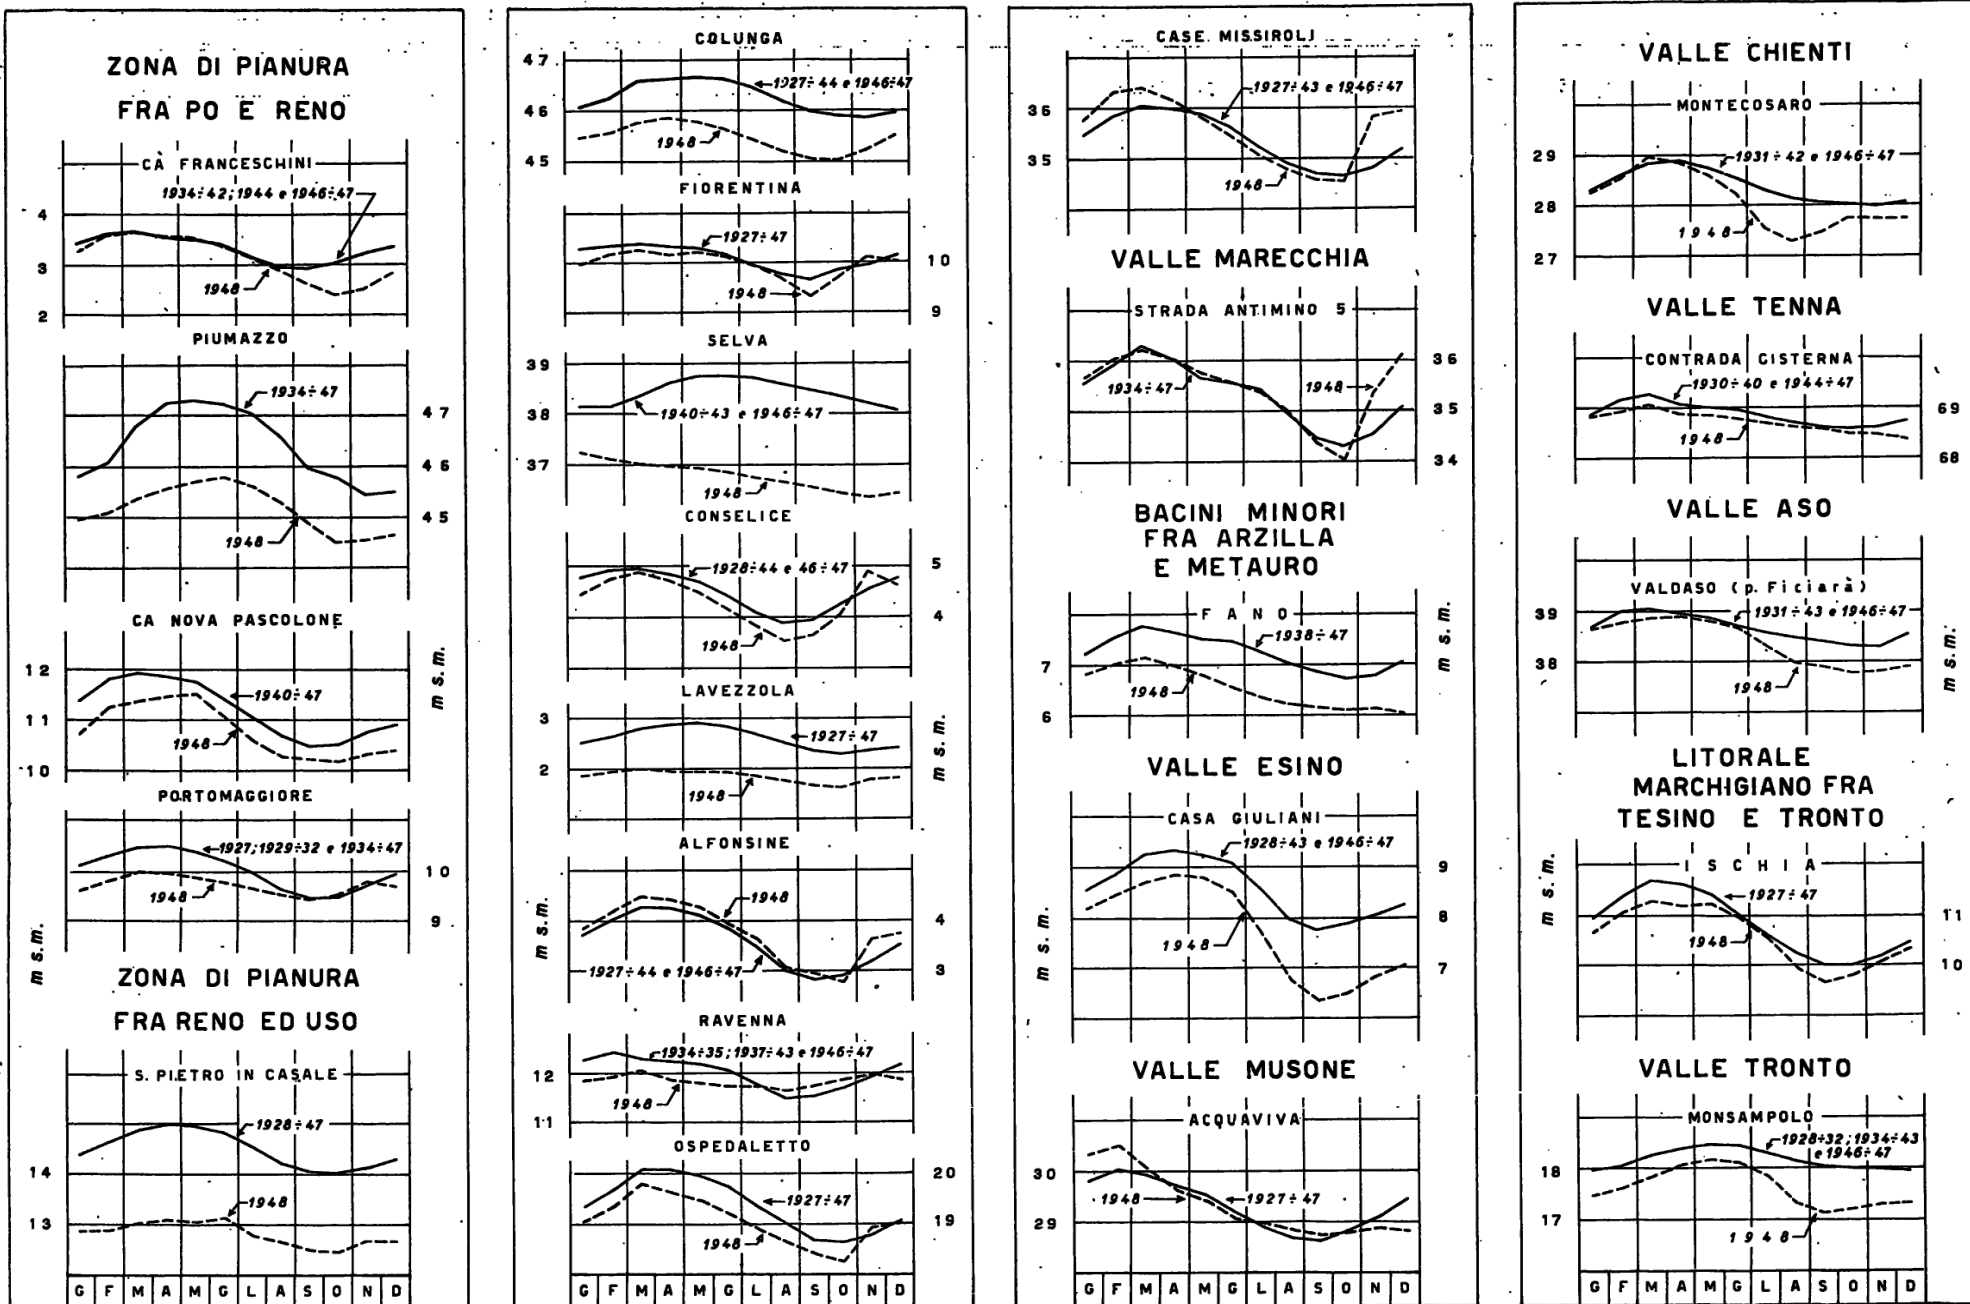 ZONA DI PIANURA
FRA PO E RENO
CÀ FRANCESCHINI
1934÷42; 1944 e 1946÷47
4
3
1948
2
PIUMAZZO
1934÷47
47
46
45
1948
CA NOVA PASCOLONE
12
1940÷47
m s.m.
11
1948
10
PORTOMAGGIORE
1927; 1929÷32 e 1934÷47
10
1948
9
m s.m.
ZONA DI PIANURA
FRA RENO ED USO
S. PIETRO IN CASALE
1928÷47
14
1948
13
G F M A M G L A S O N D
COLUNGA
47
1927÷44 e 1946÷47
46
1948
45
FIORENTINA
1927÷47
10
1948
9
SELVA
39
38
1940÷43 e 1946÷47
37
1948
CONSELICE
5
1928÷44 e 46÷47
4
1948
LAVEZZOLA
3
1927÷47
m s.m.
2
1948
ALFONSINE
1948
m s.m.
4
1927÷44 e 1946÷47
3
RAVENNA
1934÷35; 1937÷43 e 1946÷47
12
1948
11
OSPEDALETTO
20
1927÷47
19
1948
G F M A M G L A S O N D
CASE MISSIROLI
1927÷43 e 1946÷47
36
35
1948
VALLE MARECCHIA
STRADA ANTIMINO 5
36
1934÷47
1948
35
34
BACINI MINORI
FRA ARZILLA
E METAURO
FANO
1938÷47
m s.m.
7
1948
6
VALLE ESINO
CASA GIULIANI
1928÷43 e 1946÷47
9
8
1948
m s.m.
7
VALLE MUSONE
ACQUAVIVA
30
1948
1927÷47
29
G F M A M G L A S O N D
VALLE CHIENTI
MONTECOSARO
29
1931÷42 e 1946÷47
28
1948
27
VALLE TENNA
CONTRADA CISTERNA
1930÷40 e 1944÷47
69
1948
68
VALLE ASO
VALDASO (p. Ficiarà)
39
1931÷43 e 1946÷47
38
m s.m.
1948
LITORALE
MARCHIGIANO FRA
TESINO E TRONTO
ISCHIA
m s.m.
1927÷47
11
1948
10
VALLE TRONTO
MONSAMPOLO
1928÷32; 1934÷43
e 1946÷47
18
17
1948
G F M A M G L A S O N D